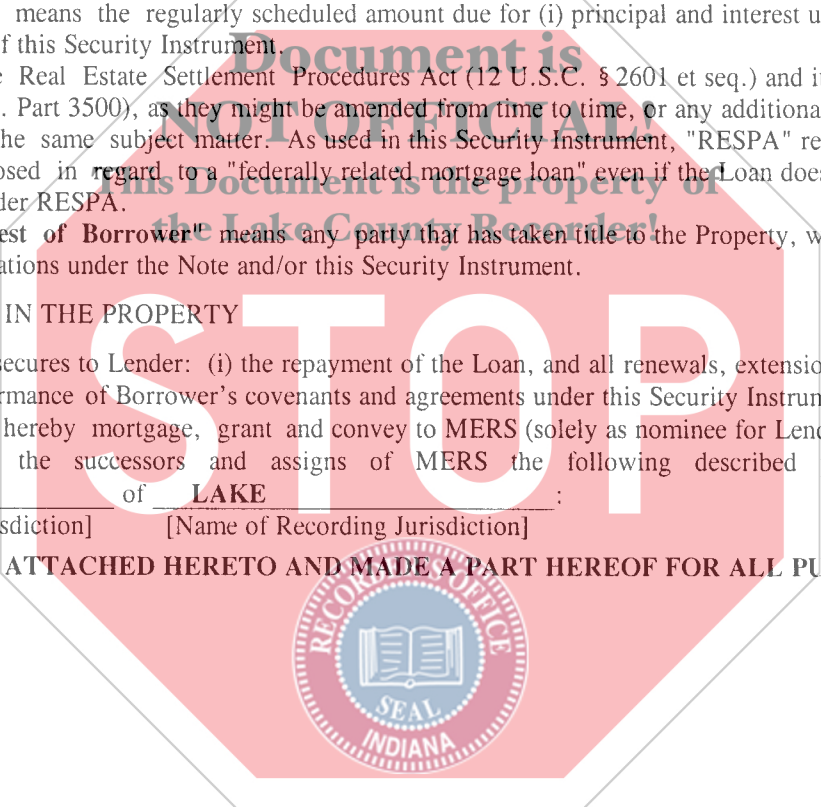 means the regularly scheduled amount due for (i) principal and interest u
f this Security Instrument.
Document is
e Real Estate Settlement Procedures Act (12 U.S.C. § 2601 et seq.) and i
. Part 3500), as they might be amended from time to time, or any additiona
NOT OFFICIAL!
he same subject matter. As used in this Security Instrument, "RESPA" re
osed in regard to a "federally related mortgage loan" even if the Loan does
This Document is the property of
der RESPA.
est of Borrower" means any party that has taken title to the Property, w
the Lake County Recorder!
ations under the Note and/or this Security Instrument.
IN THE PROPERTY
STOP
secures to Lender: (i) the repayment of the Loan, and all renewals, extensio
rmance of Borrower's covenants and agreements under this Security Instrum
hereby mortgage, grant and convey to MERS (solely as nominee for Lend
the successors and assigns of MERS the following described
of LAKE :
sdiction] [Name of Recording Jurisdiction]
ATTACHED HERETO AND MADE A PART HEREOF FOR ALL PU
RECORDER'S OFFICE
SEAL
INDIANA